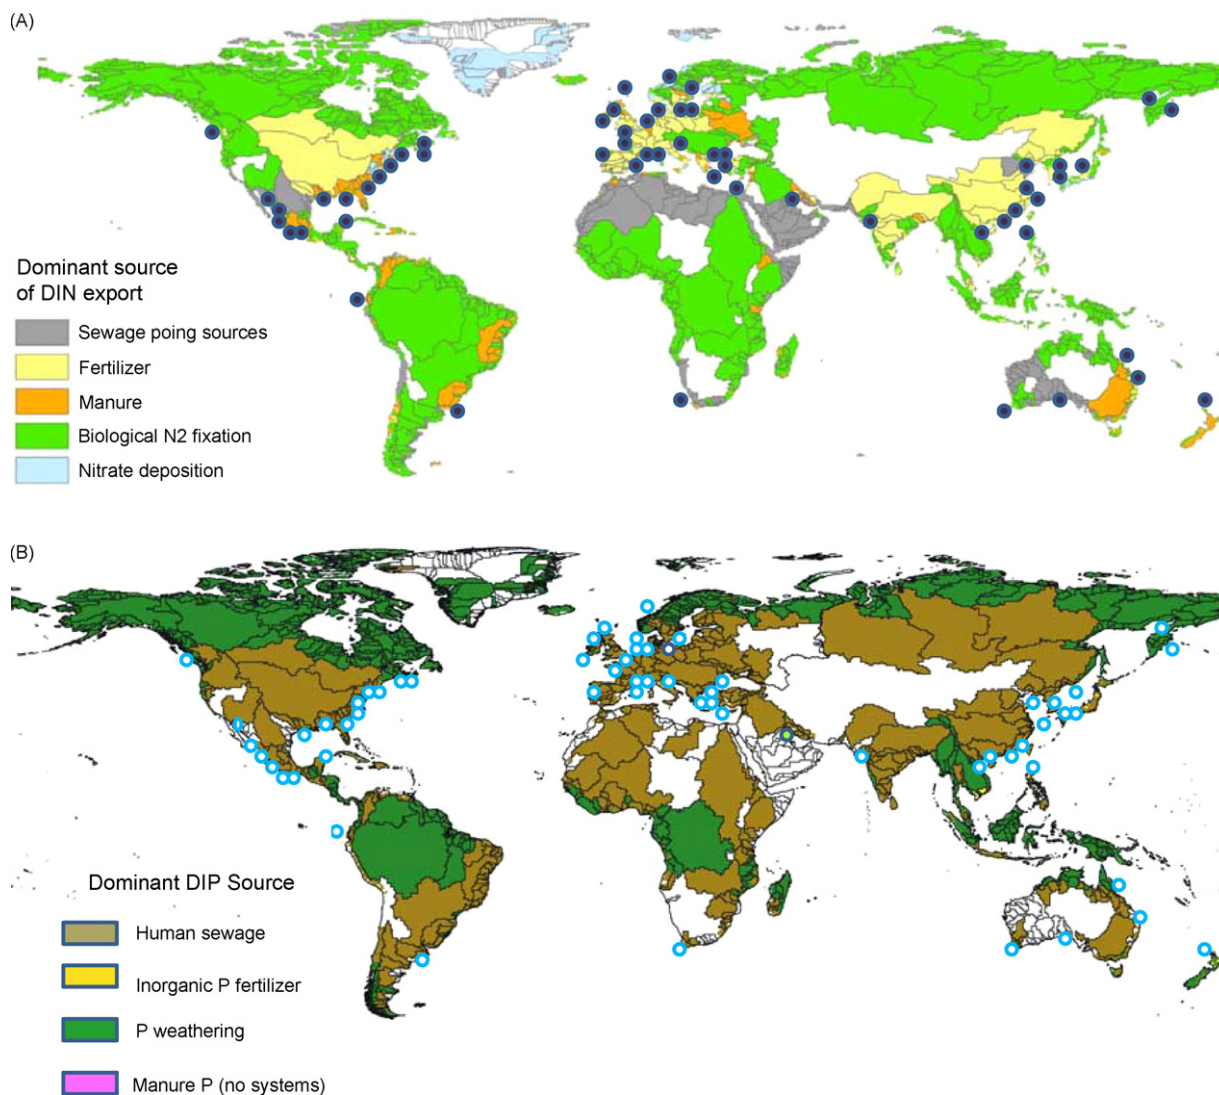 (A)
Dominant source
of DIN export
Sewage poing sources
Fertilizer
Manure
Biological N2 fixation
Nitrate deposition
(B)
Dominant DIP Source
Human sewage
Inorganic P fertilizer
P weathering
Manure P (no systems)